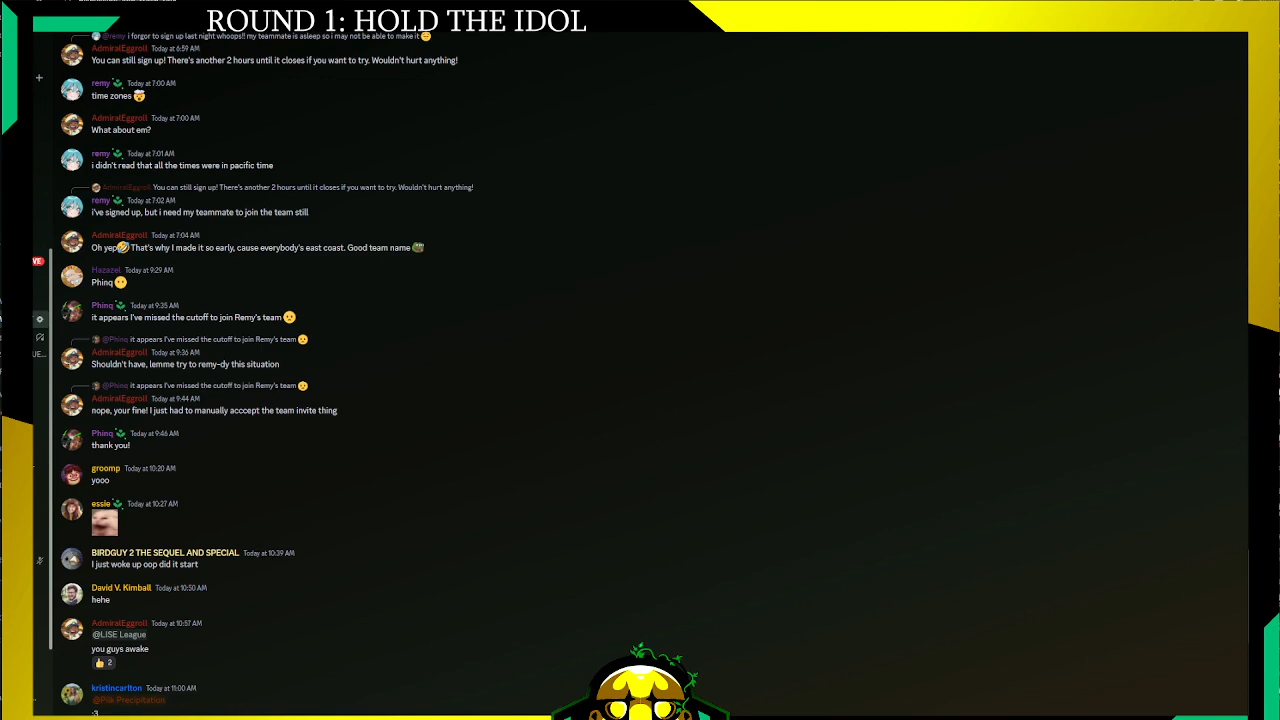 ROUND 1: HOLD THE IDOL
@remy i forgor to sign up last night whoops!! my teammate is asleep so i may not be able to make it
AdmiralEggroll Today at 6:59 AM
You can still sign up! There's another 2 hours until it closes if you want to try. Wouldn't hurt anything!
remy Today at 7:00 AM
time zones
AdmiralEggroll Today at 7:00 AM
What about em?
remy Today at 7:01 AM
i didn't read that all the times were in pacific time
AdmiralEggroll You can still sign up! There's another 2 hours until it closes if you want to try. Wouldn't hurt anything!
remy Today at 7:02 AM
i've signed up, but i need my teammate to join the team still
AdmiralEggroll Today at 7:04 AM
Oh yep That's why I made it so early, cause everybody's east coast. Good team name
Hazazel Today at 9:29 AM
Phinq
VE
Phinq Today at 9:35 AM
it appears I've missed the cutoff to join Remy's team
@Phinq it appears I've missed the cutoff to join Remy's team
AdmiralEggroll Today at 9:36 AM
UE...
Shouldn't have, lemme try to remy-dy this situation
@Phinq it appears I've missed the cutoff to join Remy's team
AdmiralEggroll Today at 9:44 AM
nope, your fine! I just had to manually acccept the team invite thing
Phinq Today at 9:46 AM
thank you!
groomp Today at 10:20 AM
yooo
essie Today at 10:27 AM
BIRDGUY 2 THE SEQUEL AND SPECIAL Today at 10:39 AM
I just woke up oop did it start
David V. Kimball Today at 10:50 AM
hehe
AdmiralEggroll Today at 10:57 AM
@LISE League
you guys awake
2
kristincarlton Today at 11:00 AM
@Pilk Precipitation
:3